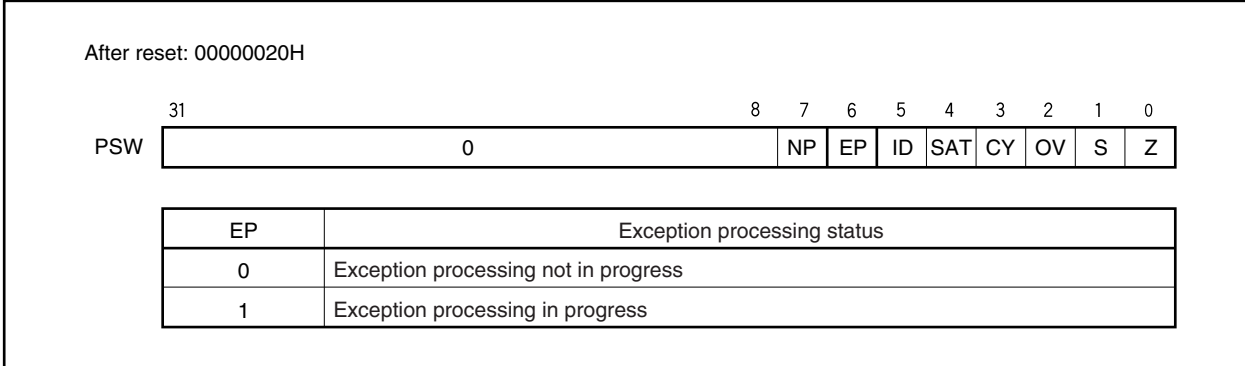 After reset: 00000020H
31 8 7 6 5 4 3 2 1 0
PSW 0 NP EP ID SAT CY OV S Z
EP Exception processing status
0 Exception processing not in progress
1 Exception processing in progress